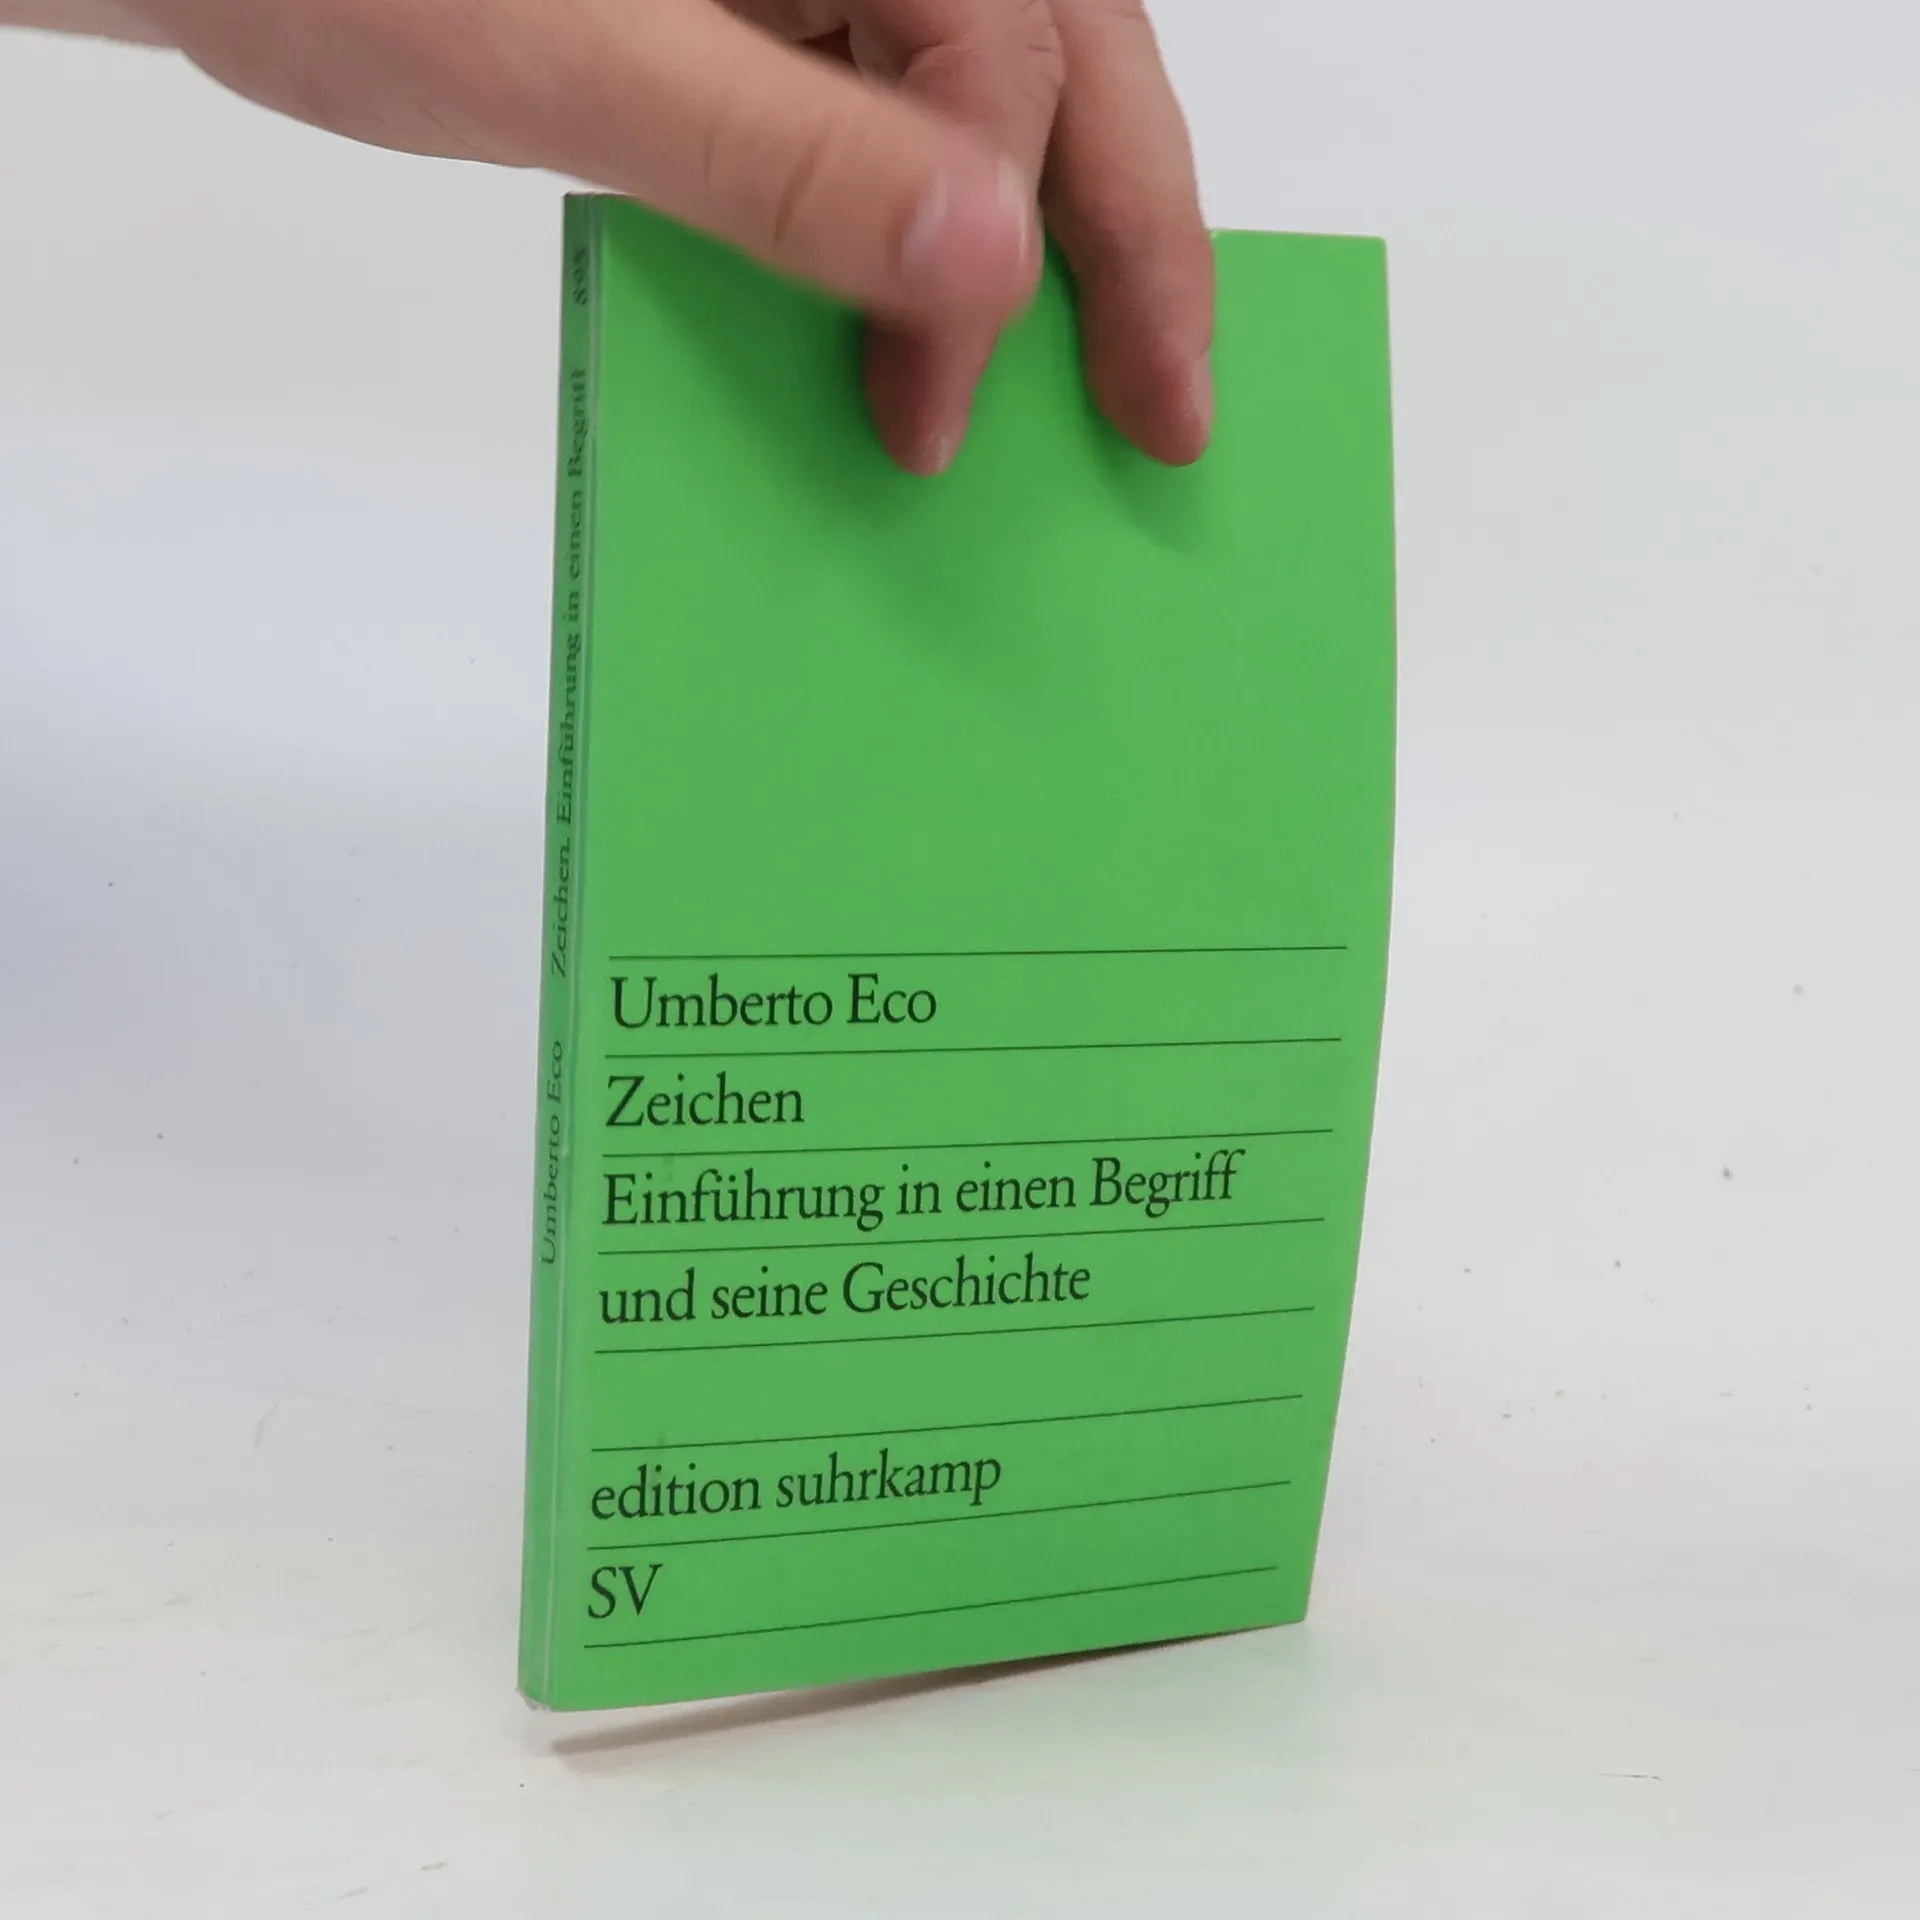 Umberto Eco
Zeichen
Einführung in einen Begriff
und seine Geschichte
edition suhrkamp
SV
Umberto Eco Zeichen. Einführung in einen Begriff 895